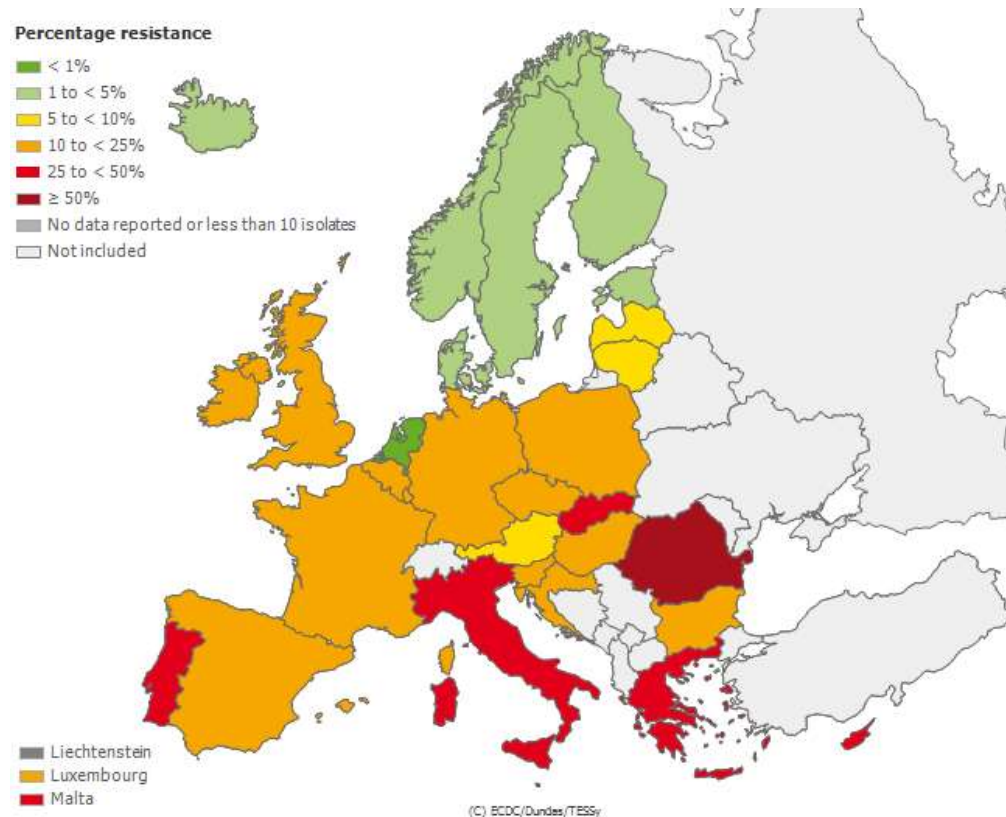 Percentage resistance
< 1%
1 to < 5%
5 to < 10%
10 to < 25%
25 to < 50%
≥ 50%
No data reported or less than 10 isolates
Not included
Liechtenstein
Luxembourg
Malta
(C) ECDC/Dundas/TESSy